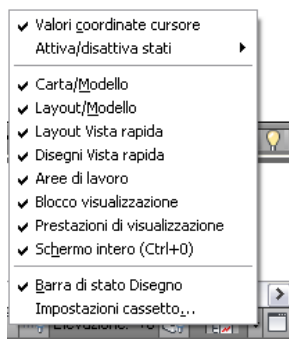 Valori coordinate cursore
Attiva/disattiva stati
Carta/Modello
Layout/Modello
Layout Vista rapida
Disegni Vista rapida
Aree di lavoro
Blocco visualizzazione
Prestazioni di visualizzazione
Schermo intero (Ctrl+0)
Barra di stato Disegno
Impostazioni cassetto...